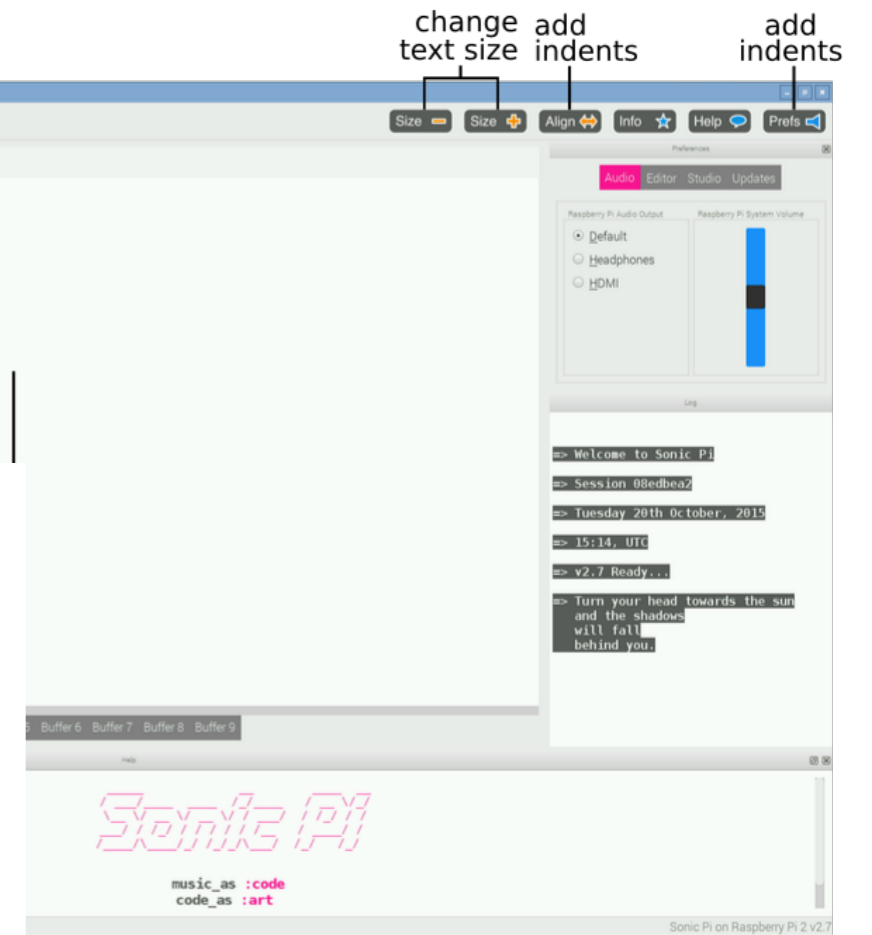 change add add
text size indents indents
Size Size Align Info Help Prefs
Preferences
Audio Editor Studio Updates
Raspberry Pi Audio Output Raspberry Pi System Volume
Default
Headphones
HDMI
Log
=> Welcome to Sonic Pi
=> Session 08edbea2
=> Tuesday 20th October, 2015
=> 15:14, UTC
=> v2.7 Ready...
=> Turn your head towards the sun
and the shadows
will fall
behind you.
5 Buffer 6 Buffer 7 Buffer 8 Buffer 9
Help
Sonic Pi
music_as :code
code_as :art
Sonic Pi on Raspberry Pi 2 v2.7